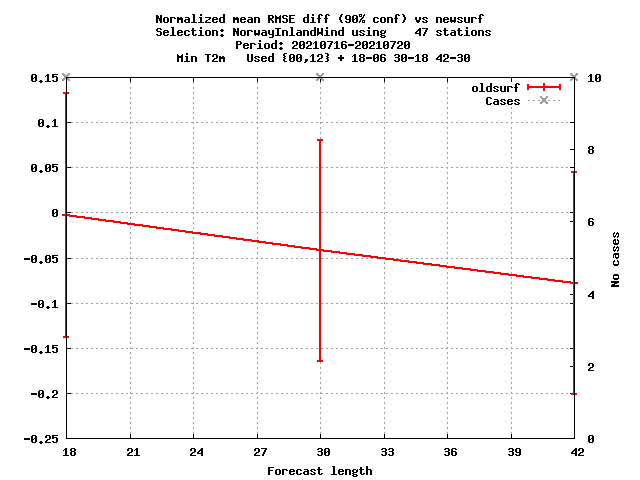 Normalized mean RMSE diff (90% conf) vs newsurf
Selection: NorwayInlandWind using    47 stations
Period: 20210716-20210720
Min T2m   Used {00,12} + 18-06 30-18 42-30
oldsurf
Cases
0.15
0.1
0.05
0
-0.05
-0.1
-0.15
-0.2
-0.25
10
8
6
4
2
0
No cases
18 21 24 27 30 33 36 39 42
Forecast length